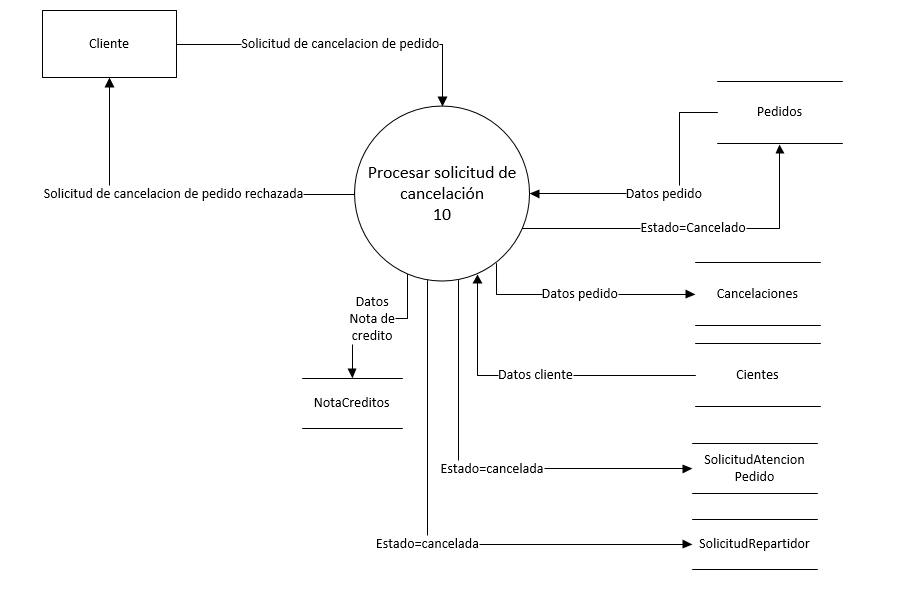 Cliente
Solicitud de cancelacion de pedido
Pedidos
Procesar solicitud de
cancelación
10
Solicitud de cancelacion de pedido rechazada
Datos pedido
Estado=Cancelado
Datos pedido
Cancelaciones
Datos
Nota de
credito
Datos cliente
Cientes
NotaCreditos
Estado=cancelada
SolicitudAtencion
Pedido
Estado=cancelada
SolicitudRepartidor